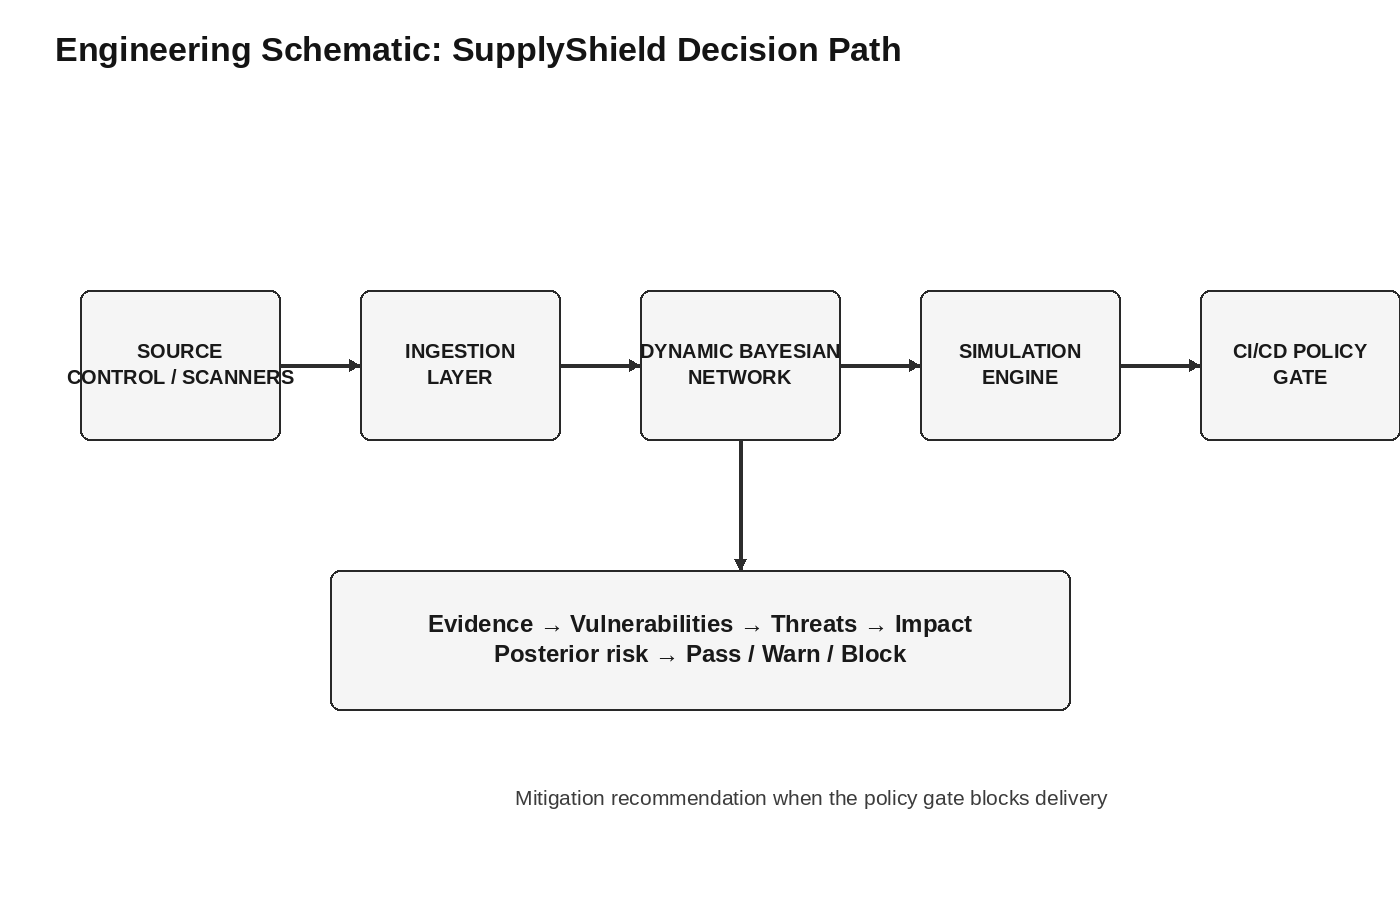 Engineering Schematic: SupplyShield Decision Path
SOURCE
CONTROL / SCANNERS
INGESTION
LAYER
DYNAMIC BAYESIAN
NETWORK
SIMULATION
ENGINE
CI/CD POLICY
GATE
Evidence → Vulnerabilities → Threats → Impact
Posterior risk → Pass / Warn / Block
Mitigation recommendation when the policy gate blocks delivery